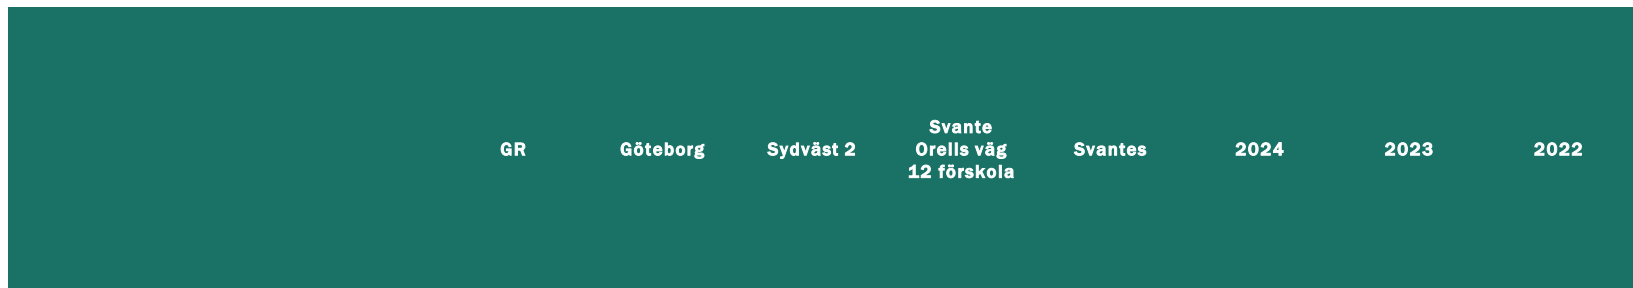 GR
Göteborg
Sydväst 2
Svante
Orells väg
12 förskola
Svantes
2024
2023
2022